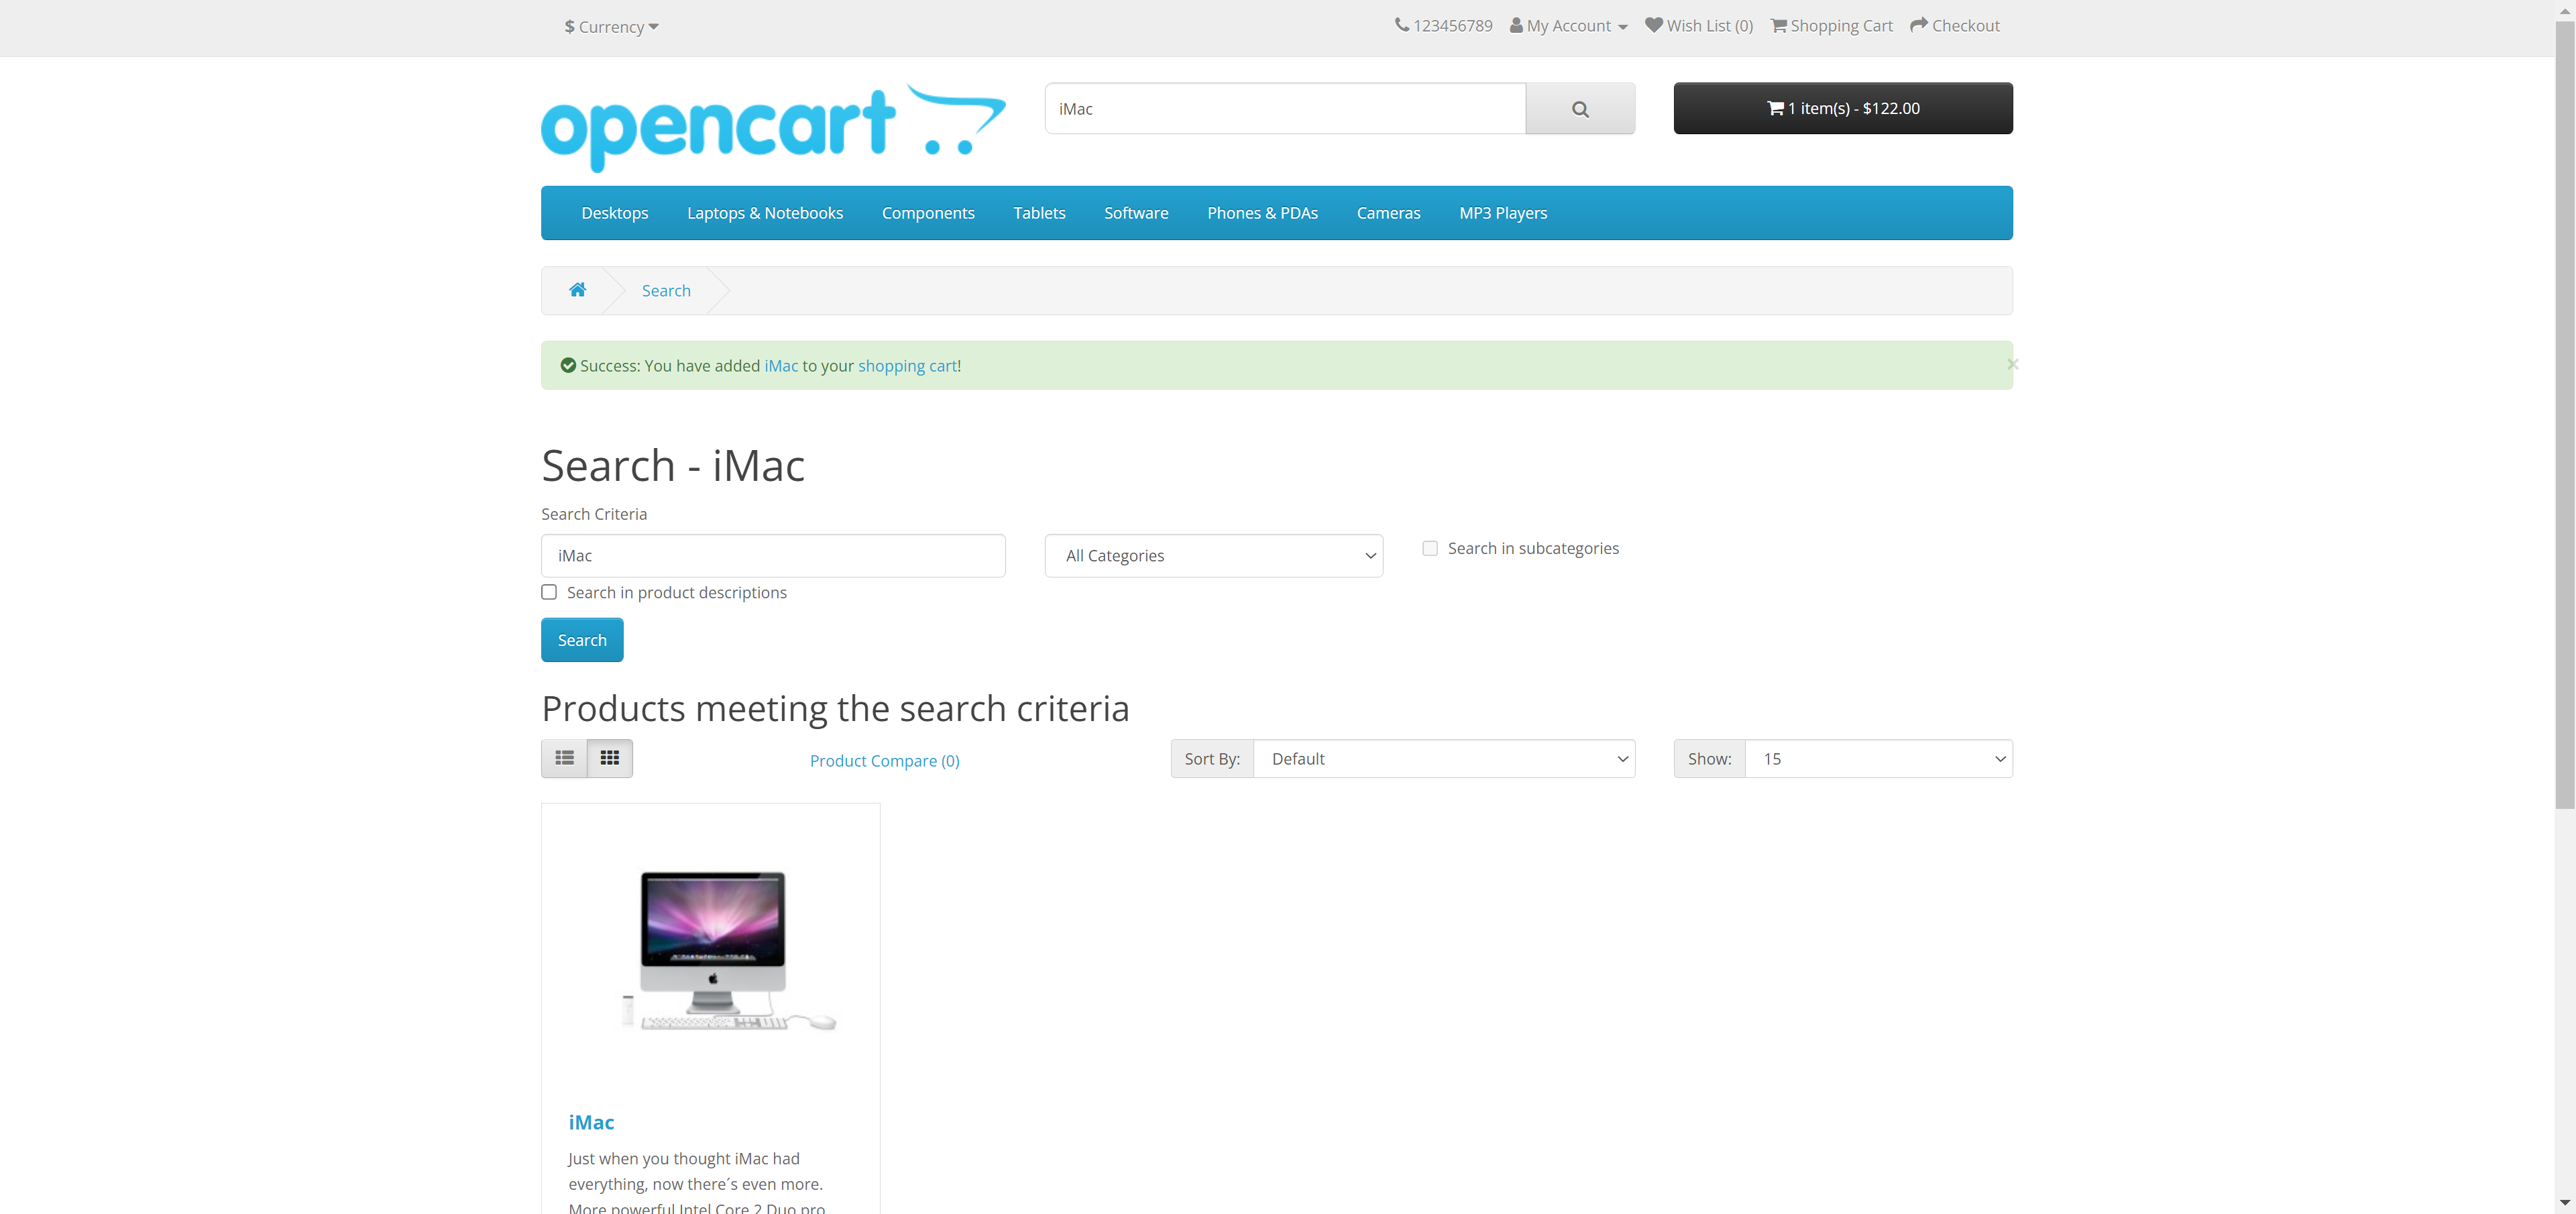 $ Currency
123456789 My Account Wish List (0) Shopping Cart Checkout
opencart
iMac
1 item(s) - $122.00
Desktops Laptops & Notebooks Components Tablets Software Phones & PDAs Cameras MP3 Players
Search
Success: You have added iMac to your shopping cart!
×
Search - iMac
Search Criteria
iMac
All Categories
Search in subcategories
Search in product descriptions
Search
Products meeting the search criteria
Product Compare (0)
Sort By: Default
Show: 15
iMac
Just when you thought iMac had
everything, now there´s even more.
More powerful Intel Core 2 Duo pro